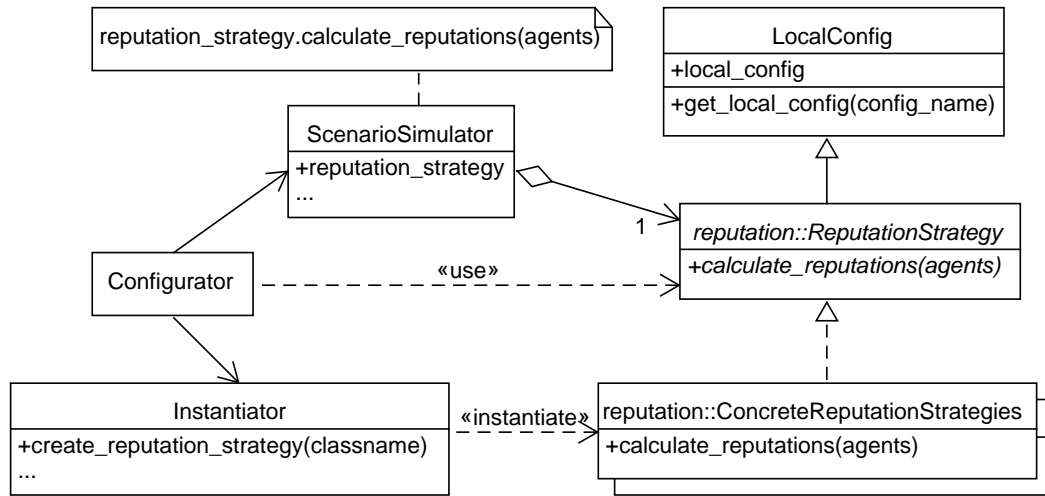 reputation_strategy.calculate_reputations(agents)
LocalConfig
+local_config
+get_local_config(config_name)
ScenarioSimulator
+reputation_strategy
...
1
reputation::ReputationStrategy
+calculate_reputations(agents)
Configurator
«use»
Instantiator
+create_reputation_strategy(classname)
...
«instantiate»
reputation::ConcreteReputationStrategies
+calculate_reputations(agents)